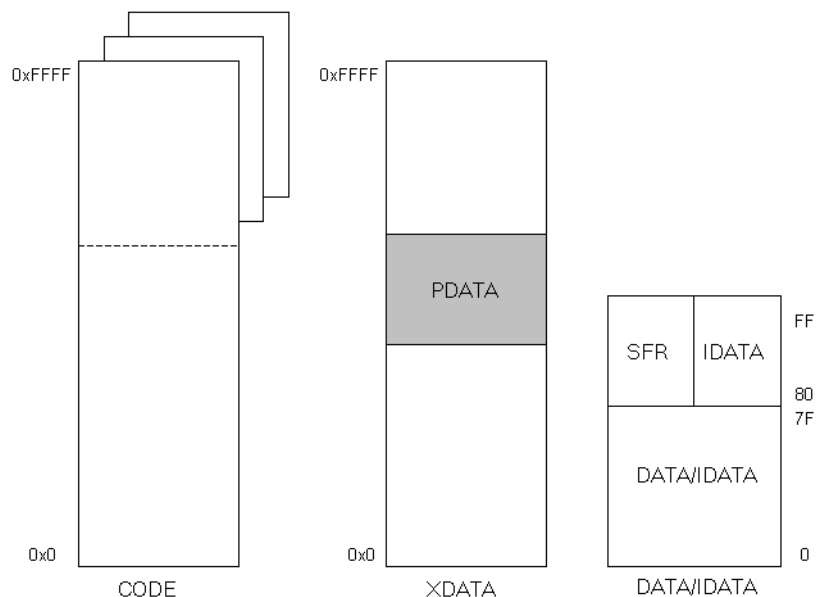 0xFFFF
0xFFFF
PDATA
SFR
IDATA
FF
80
7F
DATA/IDATA
0x0
0x0
0
CODE
XDATA
DATA/IDATA